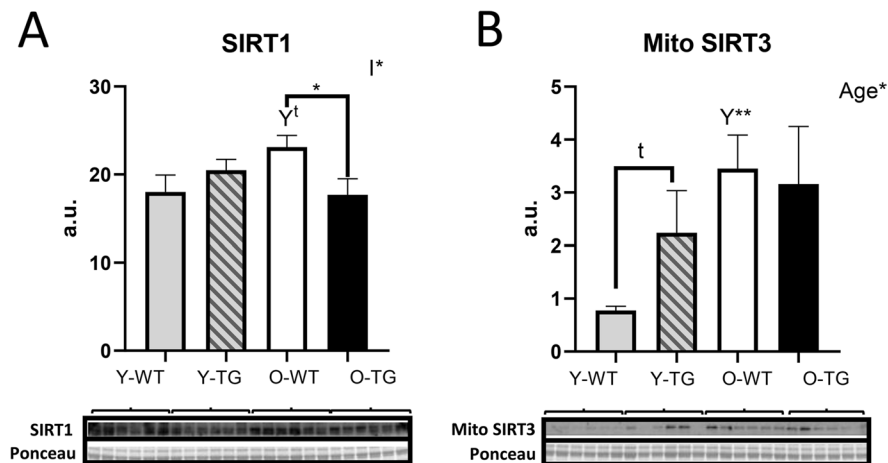 A
SIRT1
I*
*
Yᵗ
30
20
10
0
a.u.
Y-WT
Y-TG
O-WT
O-TG
SIRT1
Ponceau
B
Mito SIRT3
Age*
Y**
t
5
4
3
2
1
0
a.u.
Y-WT
Y-TG
O-WT
O-TG
Mito SIRT3
Ponceau